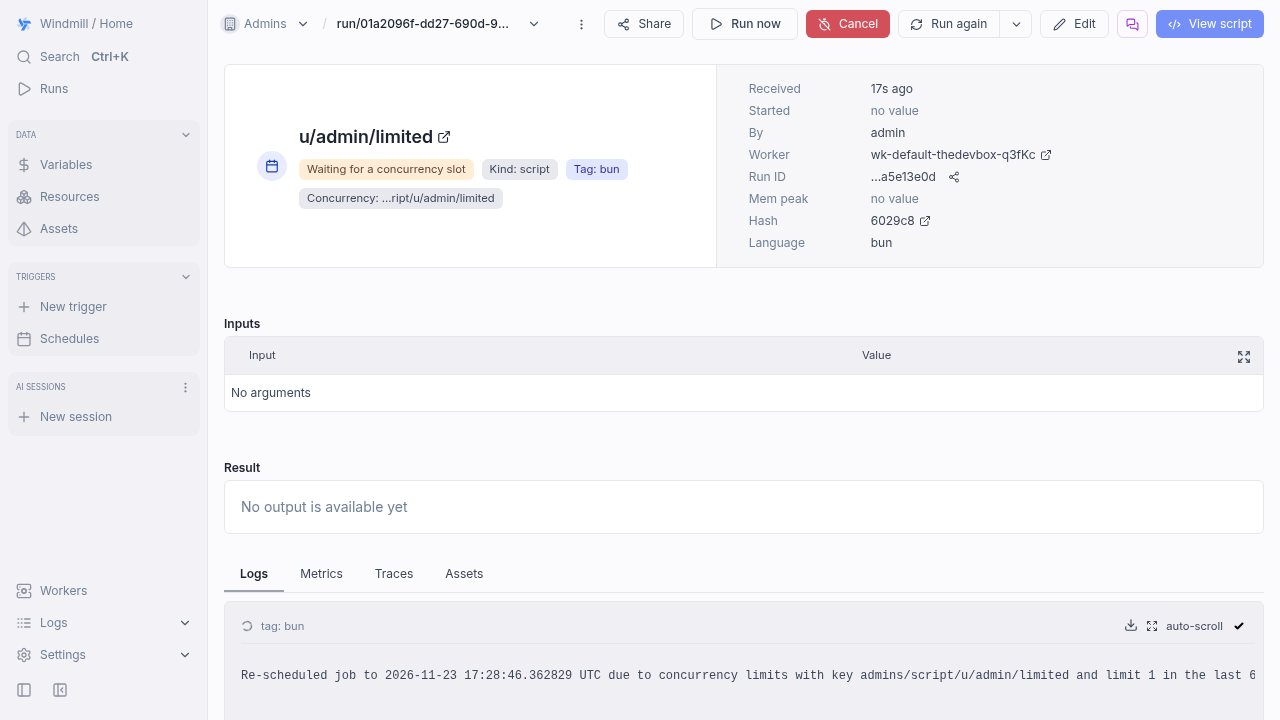 Windmill / Home
Search Ctrl+K
Runs
DATA
Variables
Resources
Assets
TRIGGERS
New trigger
Schedules
AI SESSIONS
New session
Workers
Logs
Settings
Admins / run/01a2096f-dd27-690d-9...
Share
Run now
Cancel
Run again
Edit
View script
u/admin/limited
Waiting for a concurrency slot Kind: script Tag: bun
Concurrency: ...ript/u/admin/limited
Received 17s ago
Started no value
By admin
Worker wk-default-thedevbox-q3fKc
Run ID ...a5e13e0d
Mem peak no value
Hash 6029c8
Language bun
Inputs
Input Value
No arguments
Result
No output is available yet
Logs Metrics Traces Assets
tag: bun auto-scroll
Re-scheduled job to 2026-11-23 17:28:46.362829 UTC due to concurrency limits with key admins/script/u/admin/limited and limit 1 in the last 6